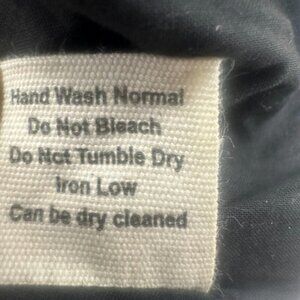 Hand Wash Normal
Do Not Bleach
Do Not Tumble Dry
Iron Low
Can be dry cleaned